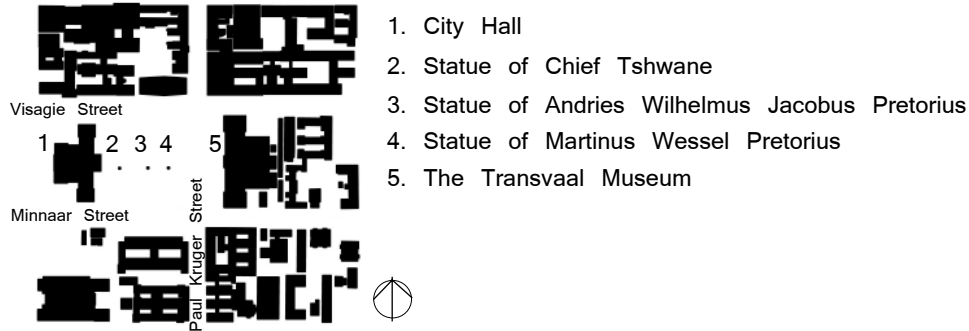 1. City Hall
2. Statue of Chief Tshwane
3. Statue of Andries Wilhelmus Jacobus Pretorius
4. Statue of Martinus Wessel Pretorius
5. The Transvaal Museum
Visagie Street
1 2 3 4 5
Minnaar Street
Paul Kruger Street